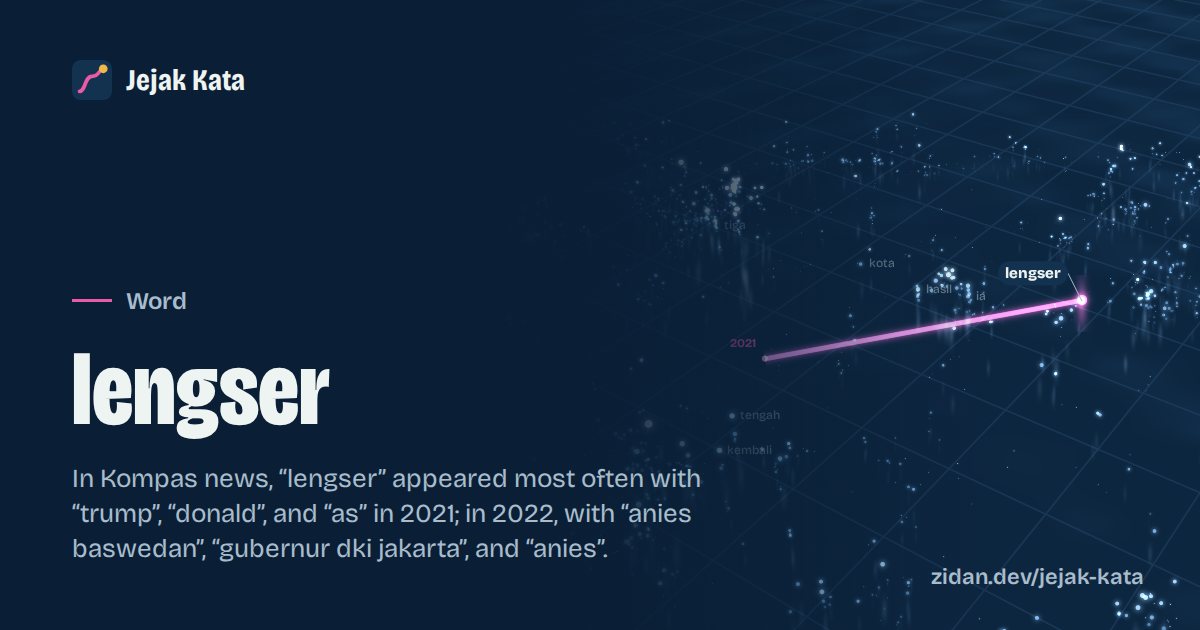 Jejak Kata
Word
lengser
In Kompas news, “lengser” appeared most often with
“trump”, “donald”, and “as” in 2021; in 2022, with “anies
baswedan”, “gubernur dki jakarta”, and “anies”.
tiga
kota
lengser
hasil
ia
2021
tengah
kembali
zidan.dev/jejak-kata